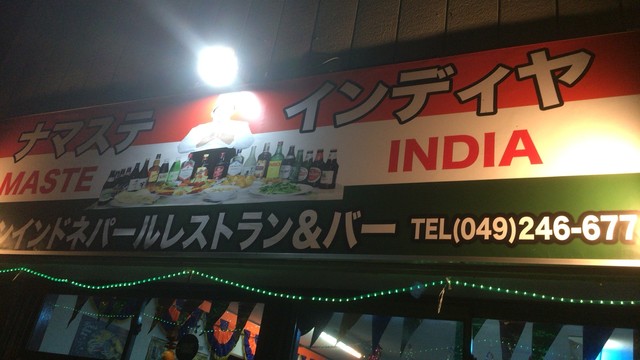 ナマステ インディヤ
MASTE INDIA
ンインドネパールレストラン&バー TEL(049)246-677